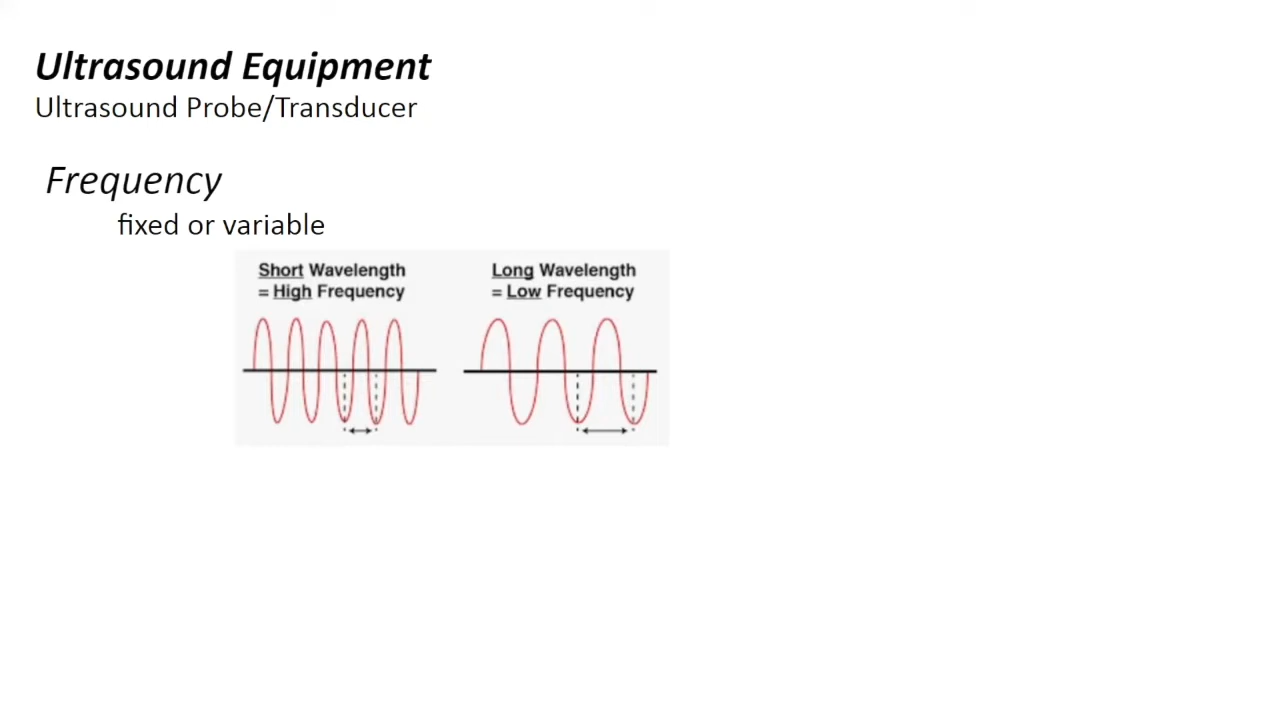 Ultrasound Equipment
Ultrasound Probe/Transducer
Frequency
fixed or variable
Short Wavelength
= High Frequency
Long Wavelength
= Low Frequency